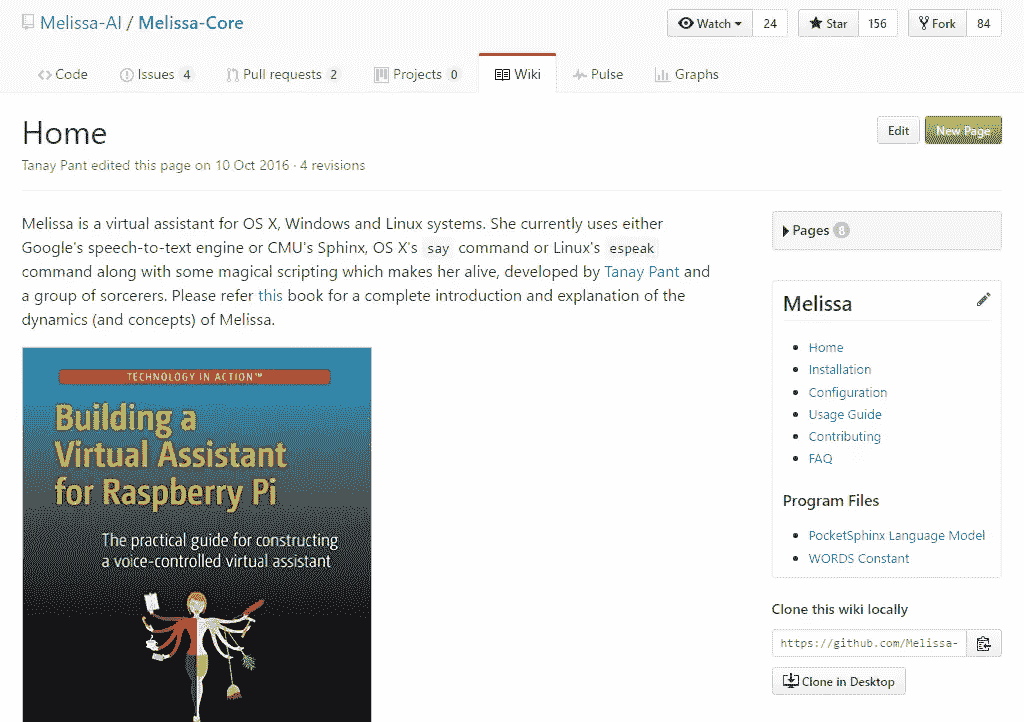 Melissa-AI / Melissa-Core
Watch 24 Star 156 Fork 84
Code Issues 4 Pull requests 2 Projects 0 Wiki Pulse Graphs
Home
Edit New Page
Tanay Pant edited this page on 10 Oct 2016 · 4 revisions
Melissa is a virtual assistant for OS X, Windows and Linux systems. She currently uses either
Google's speech-to-text engine or CMU's Sphinx, OS X's say command or Linux's espeak
command along with some magical scripting which makes her alive, developed by Tanay Pant and
a group of sorcerers. Please refer this book for a complete introduction and explanation of the
dynamics (and concepts) of Melissa.
TECHNOLOGY IN ACTION™
Building a
Virtual Assistant
for Raspberry Pi
The practical guide for constructing
a voice-controlled virtual assistant
Pages 8
Melissa
Home
Installation
Configuration
Usage Guide
Contributing
FAQ
Program Files
PocketSphinx Language Model
WORDS Constant
Clone this wiki locally
https://github.com/Melissa-
Clone in Desktop